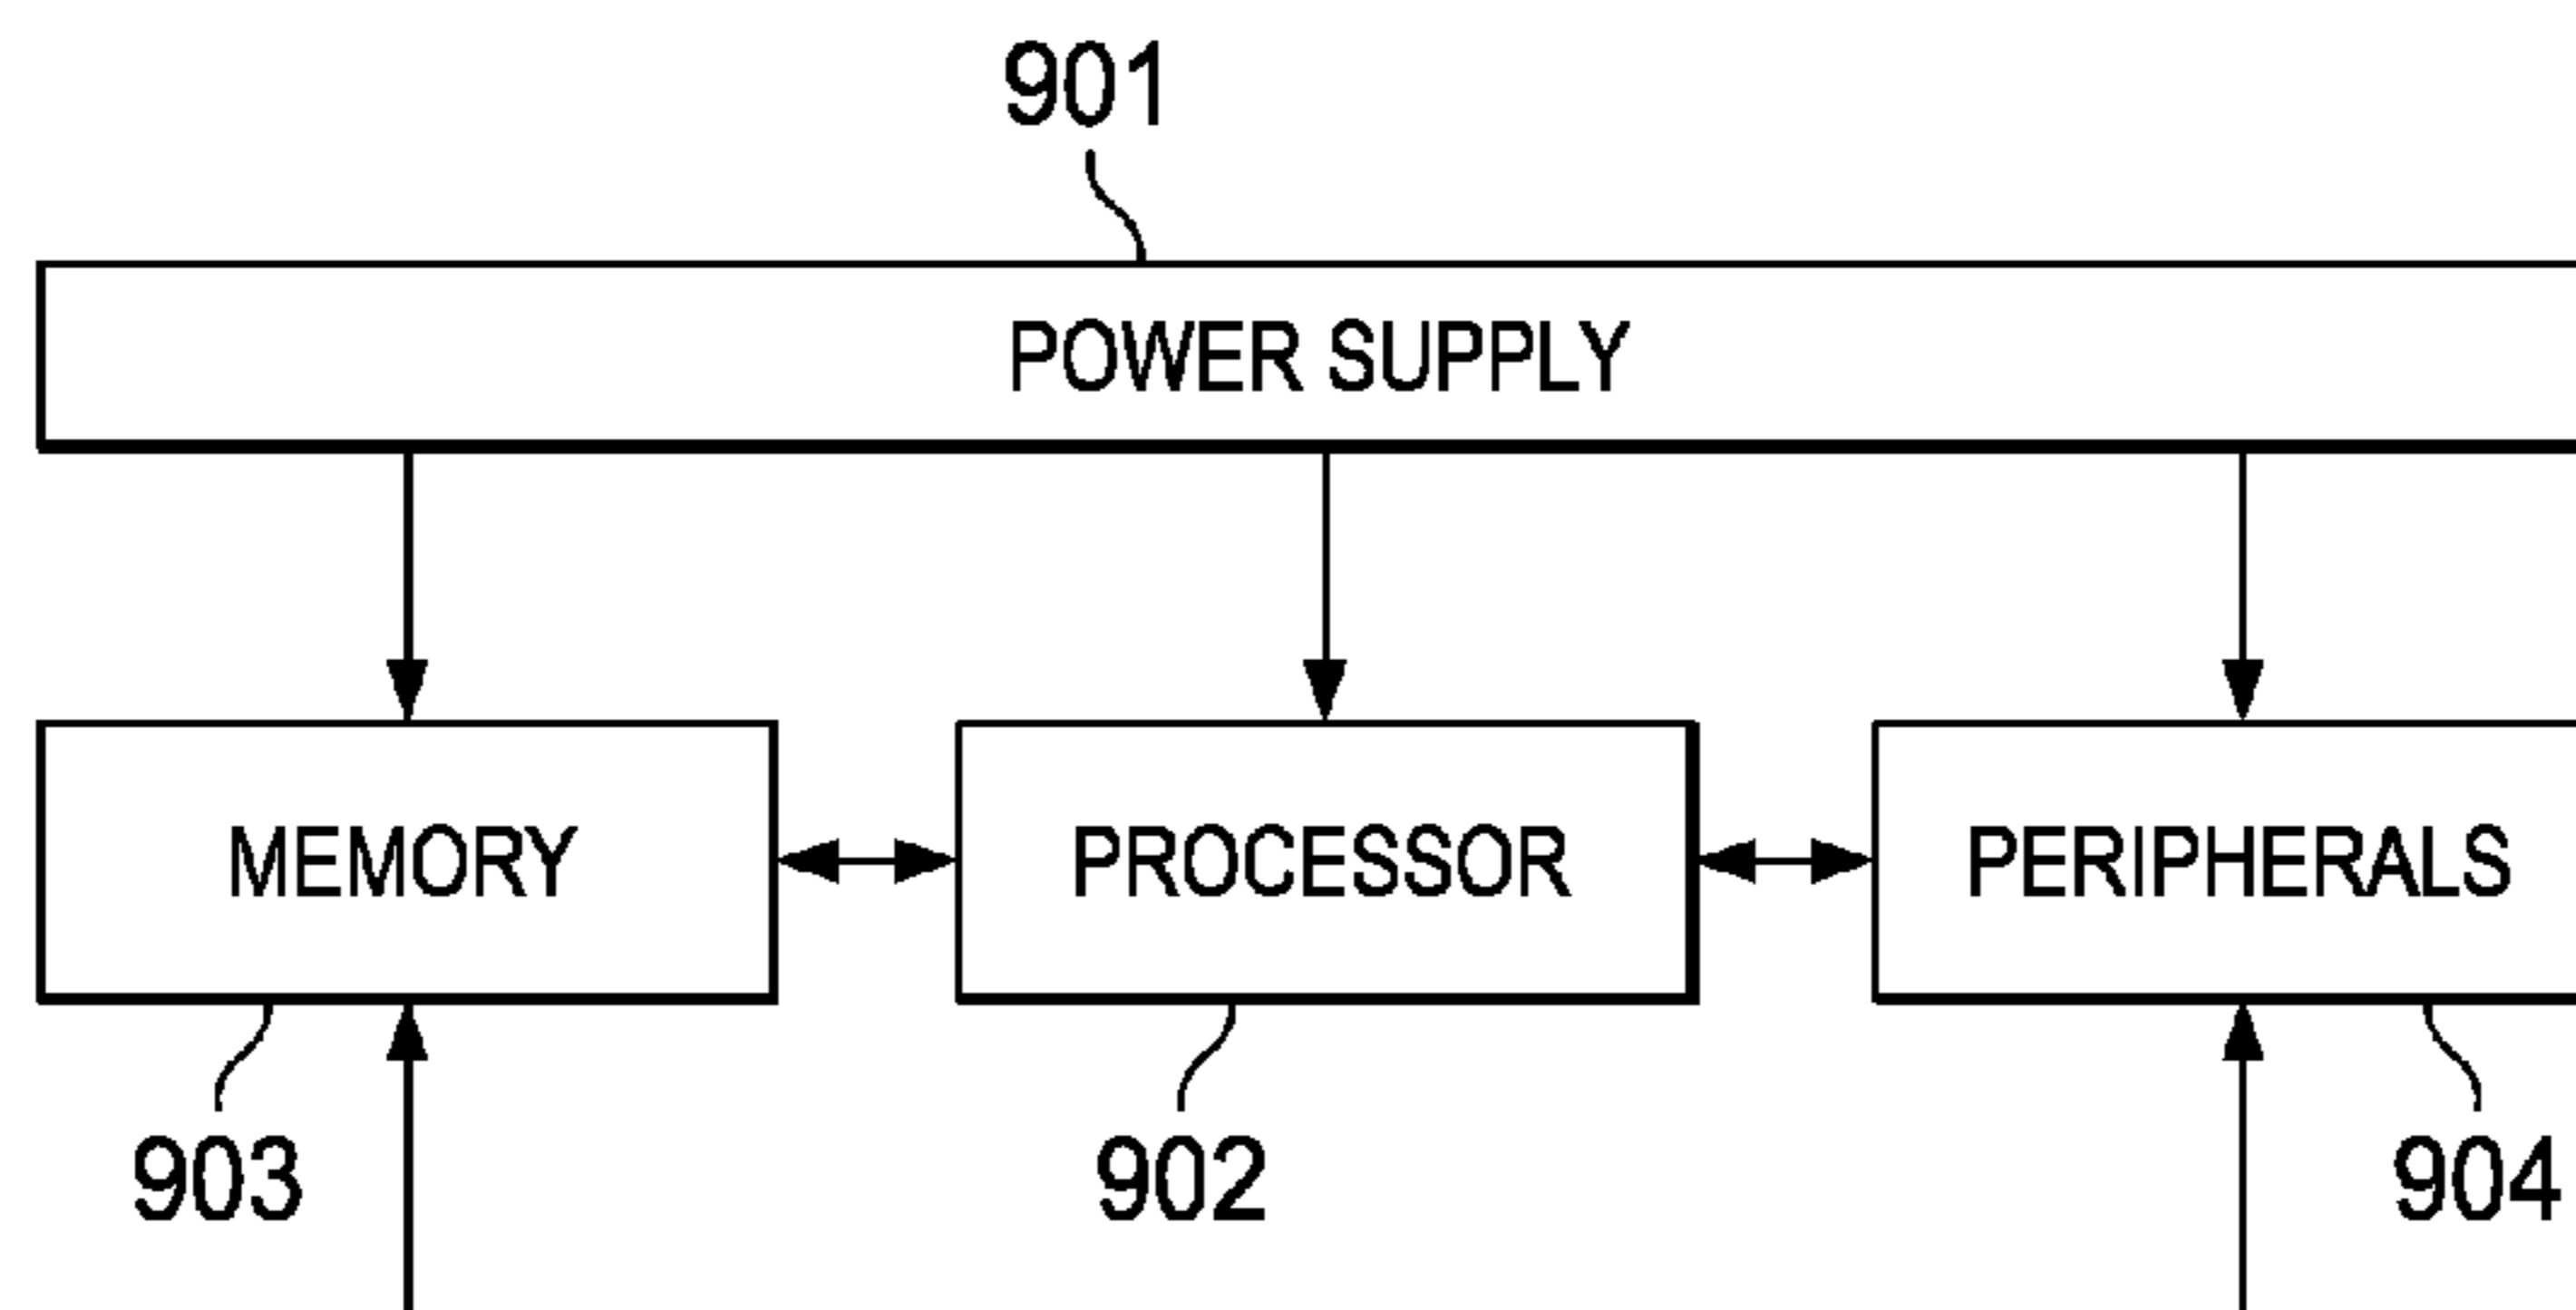 901
POWER SUPPLY
MEMORY
PROCESSOR
PERIPHERALS
903
902
904